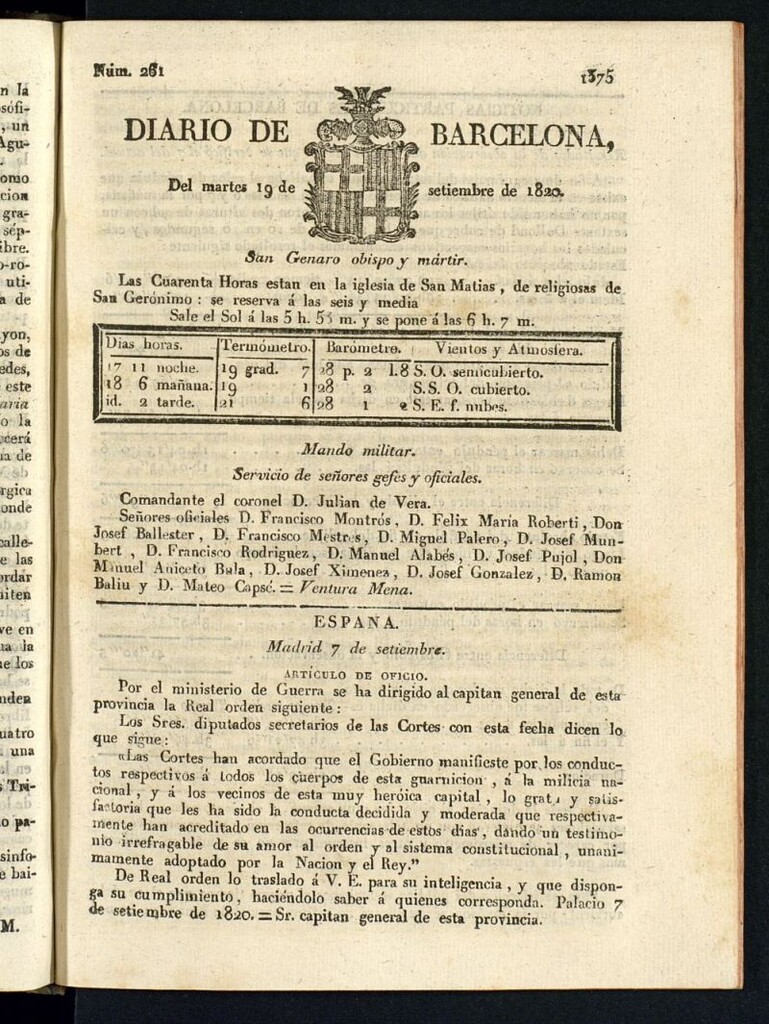 Núm. 261
1375
DIARIO DE BARCELONA,
Del martes 19 de setiembre de 1820.
San Genaro obispo y mártir.
Las Cuarenta Horas estan en la iglesia de San Matias, de religiosas de
San Gerónimo: se reserva á las seis y media
Sale el Sol á las 5 h. 53 m. y se pone á las 6 h. 7 m.
Dias horas. Termómetro. Barómetro. Vientos y Atmósfera.
17 11 noche. 19 grad. 7 28 p. 2 l.8 S. O. semicubierto.
18 6 mañana. 19 1 28 2 S.S. O. cubierto.
id. 2 tarde. 21 6 28 1 2 S. E. f. nubes.
Mando militar.
Servicio de señores gefes y oficiales.
Comandante el coronel D. Julian de Vera.
Señores oficiales D. Francisco Montrós, D. Felix María Roberti, Don
Josef Ballester, D. Francisco Mestres, D. Miguel Palero, D. Josef Mun-
bert, D. Francisco Rodriguez, D. Manuel Alabés, D. Josef Pujol, Don
Manuel Aniceto Bala, D. Josef Ximenez, D. Josef Gonzalez, D. Ramon
Baliu y D. Mateo Capsé. = Ventura Mena.
ESPANA.
Madrid 7 de setiembre.
ARTÍCULO DE OFICIO.
Por el ministerio de Guerra se ha dirigido al capitan general de esta
provincia la Real orden siguiente:
Los Sres. diputados secretarios de las Cortes con esta fecha dicen lo
que sigue:
«Las Cortes han acordado que el Gobierno manifieste por los conduc-
tos respectivos á todos los cuerpos de esta guarnicion, á la milicia na-
cional, y á los vecinos de esta muy heróica capital, lo grata y satis-
factoria que les ha sido la conducta decidida y moderada que respectiva-
mente han acreditado en las ocurrencias de estos dias, dando un testimo-
nio irrefragable de su amor al orden y al sistema constitucional, unani-
mamente adoptado por la Nacion y el Rey."
De Real orden lo traslado á V. E. para su inteligencia, y que dispon-
ga su cumplimiento, haciéndolo saber á quienes corresponda. Palacio 7
de setiembre de 1820. = Sr. capitan general de esta provincia.